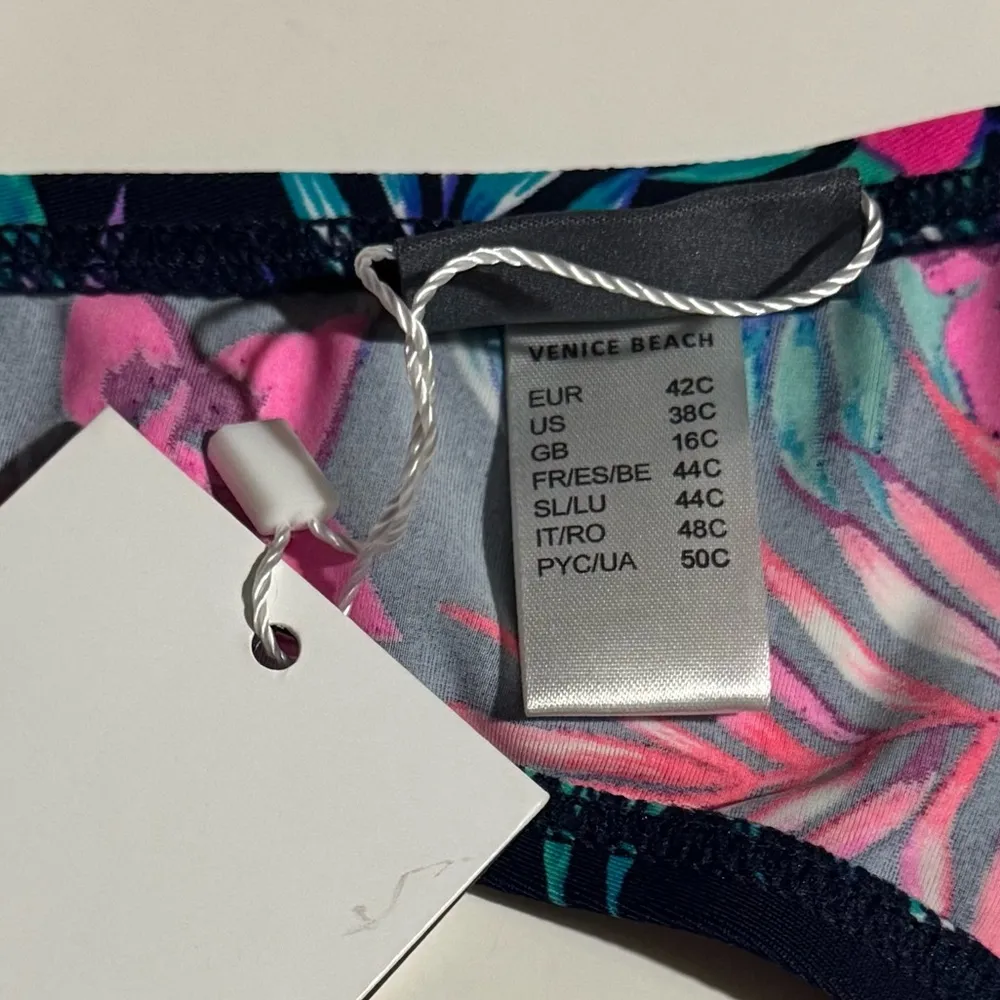 VENICE BEACH
EUR 42C
US 38C
GB 16C
FR/ES/BE 44C
SL/LU 44C
IT/RO 48C
PYC/UA 50C